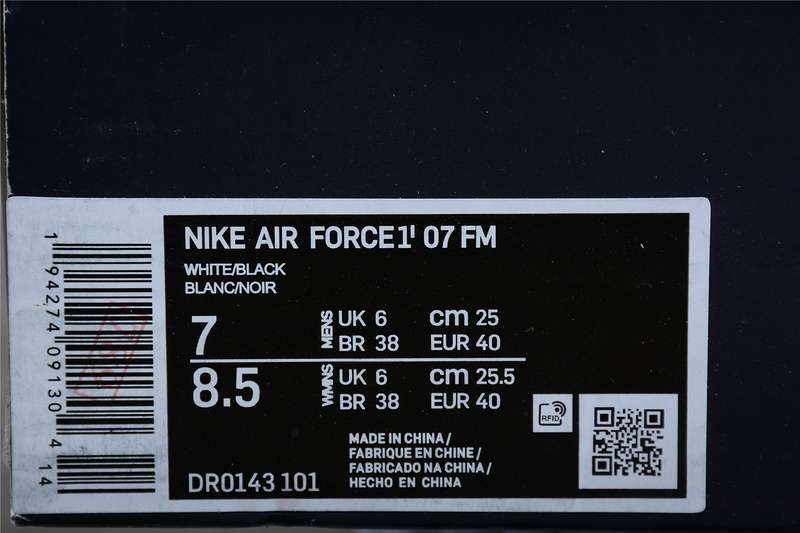 NIKE AIR FORCE 1' 07 FM
WHITE/BLACK
BLANC/NOIR
7
MENS
UK 6
cm 25
BR 38
EUR 40
8.5
WMNS
UK 6
cm 25.5
BR 38
EUR 40
RFID
MADE IN CHINA /
FABRIQUE EN CHINE /
FABRICADO NA CHINA /
HECHO EN CHINA
DR0143 101
1 94274 09130 4 14